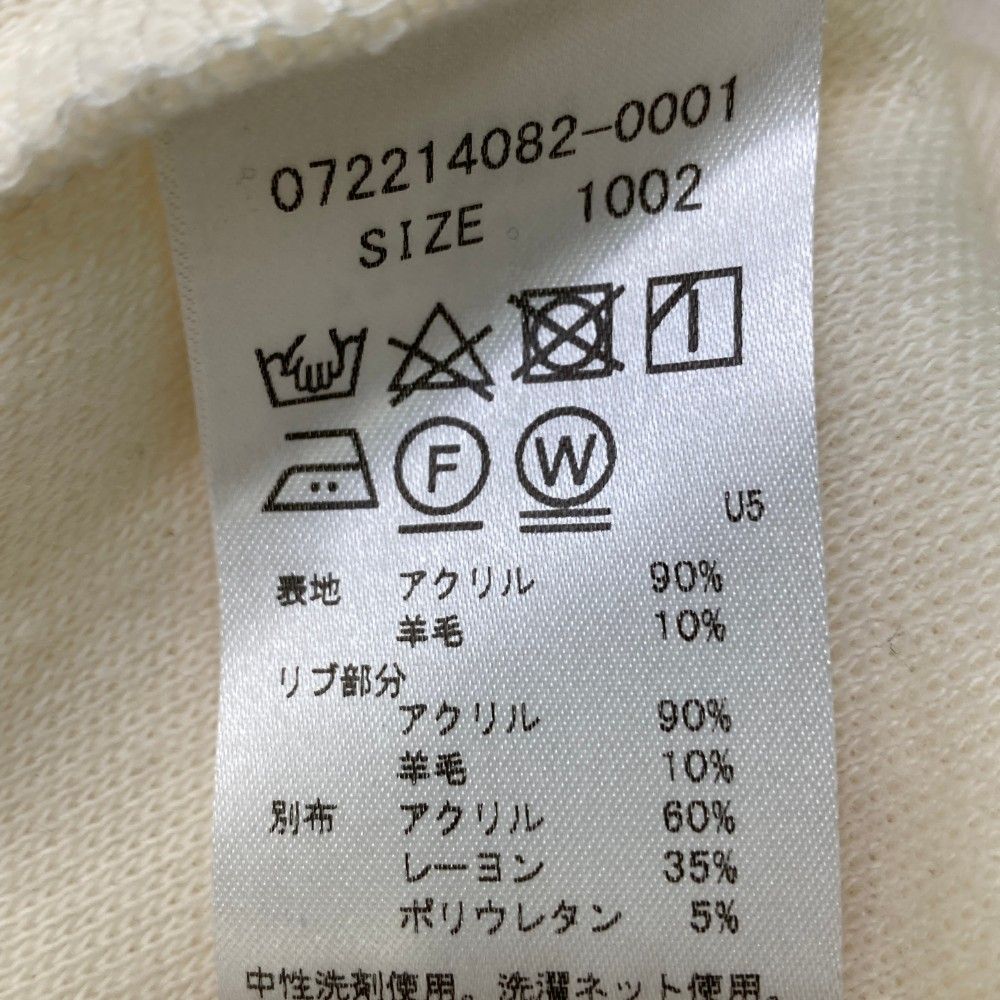 072214082-0001
SIZE 1002
F W
U5
表地 アクリル 90%
羊毛 10%
リブ部分
アクリル 90%
羊毛 10%
別布 アクリル 60%
レーヨン 35%
ポリウレタン 5%
中性洗剤使用。洗濯ネット使用。